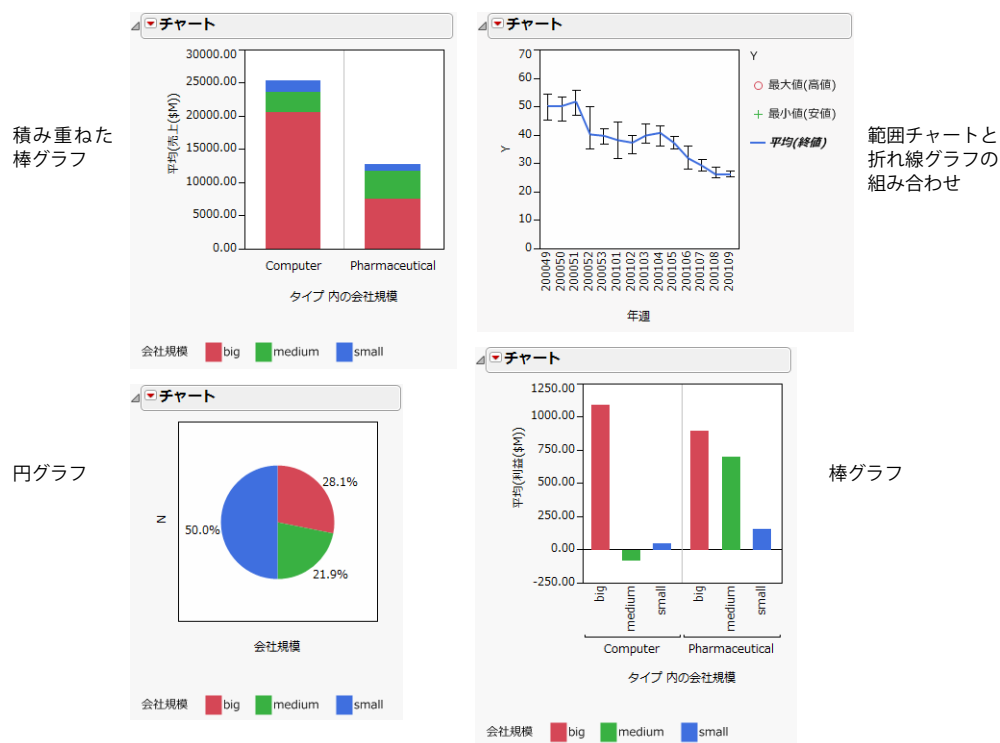 チャート
積み重ねた
棒グラフ
平均(売上($M))
30000.00
25000.00
20000.00
15000.00
10000.00
5000.00
0.00
Computer Pharmaceutical
タイプ 内の会社規模
会社規模 big medium small
チャート
Y
70
60
50
40
30
20
10
0
200049
200050
200051
200052
200053
200101
200102
200103
200104
200105
200106
200107
200108
200109
年週
Y
最大値(高値)
最小値(安値)
平均(終値)
範囲チャートと
折れ線グラフの
組み合わせ
チャート
円グラフ
N
28.1%
50.0%
21.9%
会社規模
会社規模 big medium small
チャート
平均(利益($M))
1250.00
1000.00
750.00
500.00
250.00
0.00
-250.00
big
medium
small
big
medium
small
Computer Pharmaceutical
タイプ 内の会社規模
会社規模 big medium small
棒グラフ